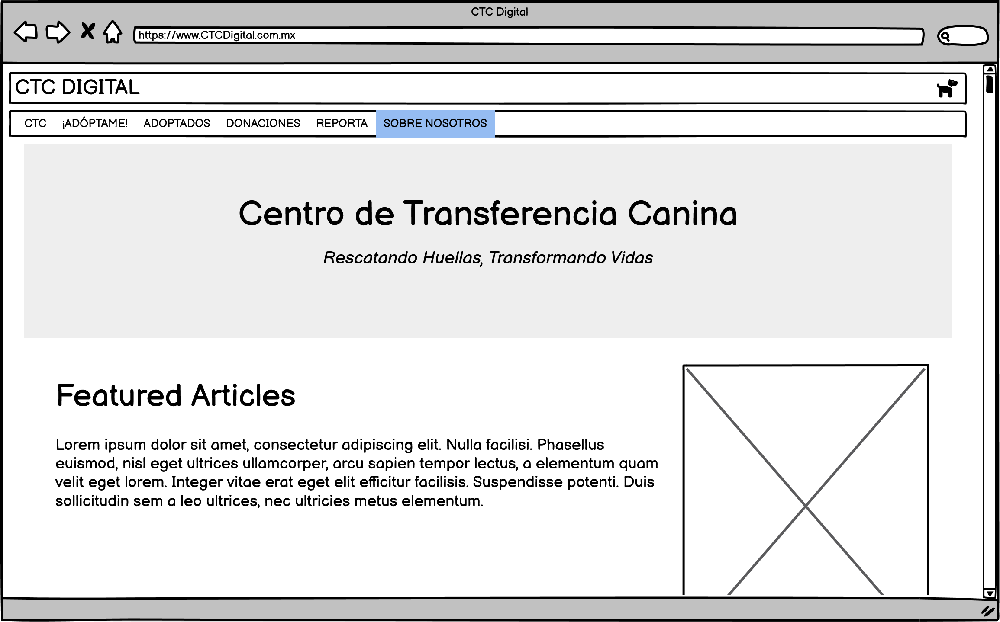 CTC Digital
https://www.CTCDigital.com.mx
CTC DIGITAL
CTC ¡ADÓPTAME! ADOPTADOS DONACIONES REPORTA SOBRE NOSOTROS
Centro de Transferencia Canina
Rescatando Huellas, Transformando Vidas
Featured Articles
Lorem ipsum dolor sit amet, consectetur adipiscing elit. Nulla facilisi. Phasellus
euismod, nisl eget ultrices ullamcorper, arcu sapien tempor lectus, a elementum quam
velit eget lorem. Integer vitae erat eget elit efficitur facilisis. Suspendisse potenti. Duis
sollicitudin sem a leo ultrices, nec ultricies metus elementum.